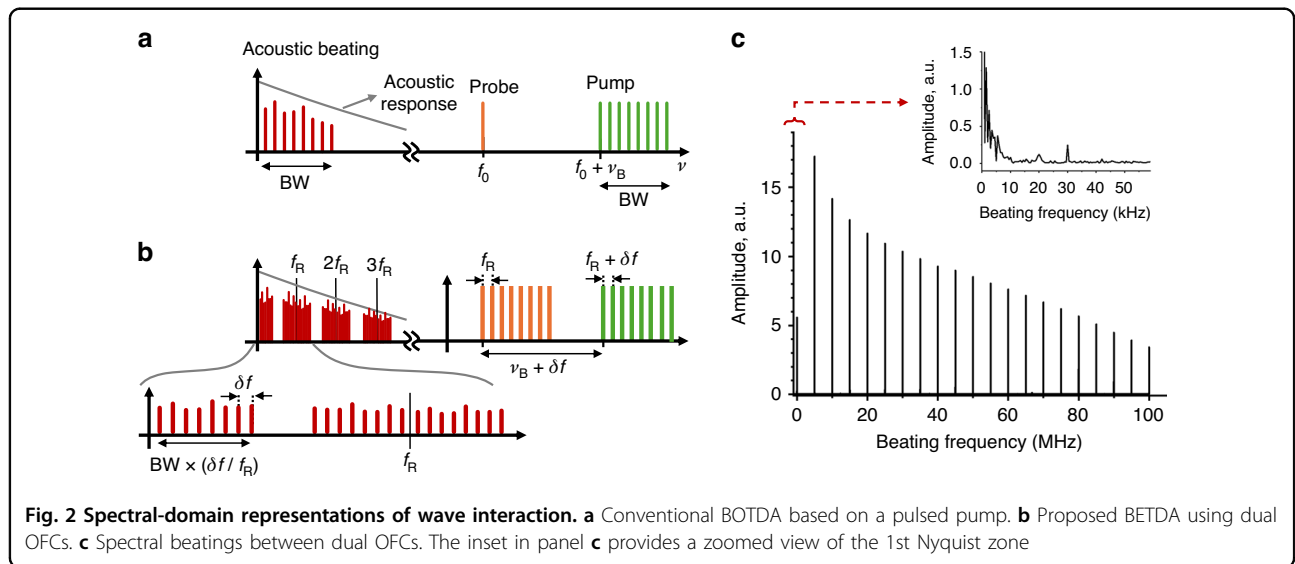 a
Acoustic beating
Acoustic
response
Probe
Pump
BW
f0
f0 + νB
ν
BW
b
fR
2fR
3fR
fR
fR + δf
νB + δf
δf
BW × (δf / fR)
fR
c
Amplitude, a.u.
15
10
5
0
0
20
40
60
80
100
Beating frequency (MHz)
Amplitude, a.u.
1.5
1.0
0.5
0.0
0
10
20
30
40
50
Beating frequency (kHz)
Fig. 2 Spectral-domain representations of wave interaction. a Conventional BOTDA based on a pulsed pump. b Proposed BETDA using dual
OFCs. c Spectral beatings between dual OFCs. The inset in panel c provides a zoomed view of the 1st Nyquist zone